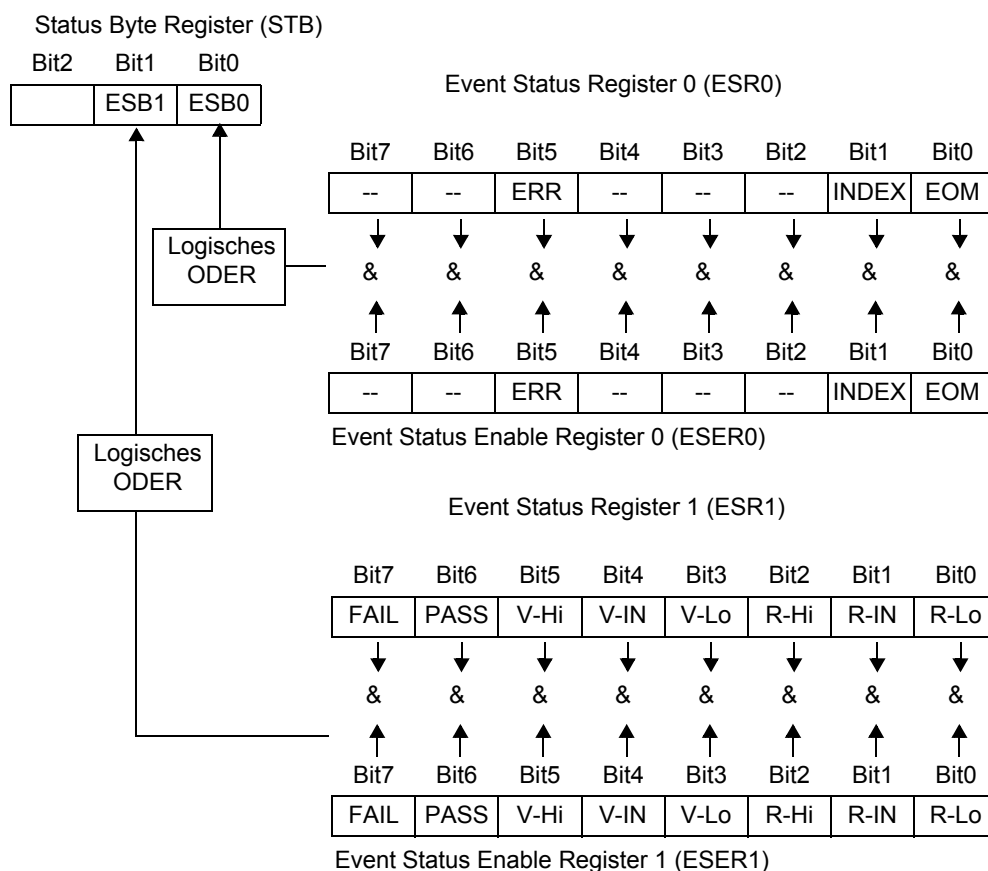 Status Byte Register (STB)
Bit2 Bit1 Bit0
ESB1 ESB0
Event Status Register 0 (ESR0)
Bit7 Bit6 Bit5 Bit4 Bit3 Bit2 Bit1 Bit0
-- -- ERR -- -- -- INDEX EOM
Logisches
ODER
& & & & & & & &
Bit7 Bit6 Bit5 Bit4 Bit3 Bit2 Bit1 Bit0
-- -- ERR -- -- -- INDEX EOM
Event Status Enable Register 0 (ESER0)
Logisches
ODER
Event Status Register 1 (ESR1)
Bit7 Bit6 Bit5 Bit4 Bit3 Bit2 Bit1 Bit0
FAIL PASS V-Hi V-IN V-Lo R-Hi R-IN R-Lo
& & & & & & & &
Bit7 Bit6 Bit5 Bit4 Bit3 Bit2 Bit1 Bit0
FAIL PASS V-Hi V-IN V-Lo R-Hi R-IN R-Lo
Event Status Enable Register 1 (ESER1)